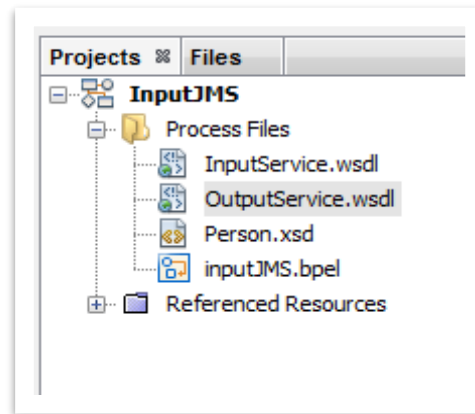 Projects Files
InputJMS
Process Files
InputService.wsdl
OutputService.wsdl
Person.xsd
inputJMS.bpel
Referenced Resources